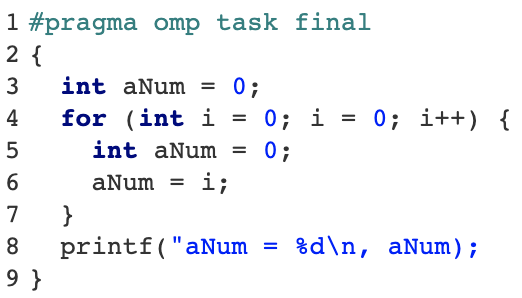 1 #pragma omp task final
2 {
3   int aNum = 0;
4   for (int i = 0; i = 0; i++) {
5     int aNum = 0;
6     aNum = i;
7   }
8   printf("aNum = %d\n, aNum);
9 }